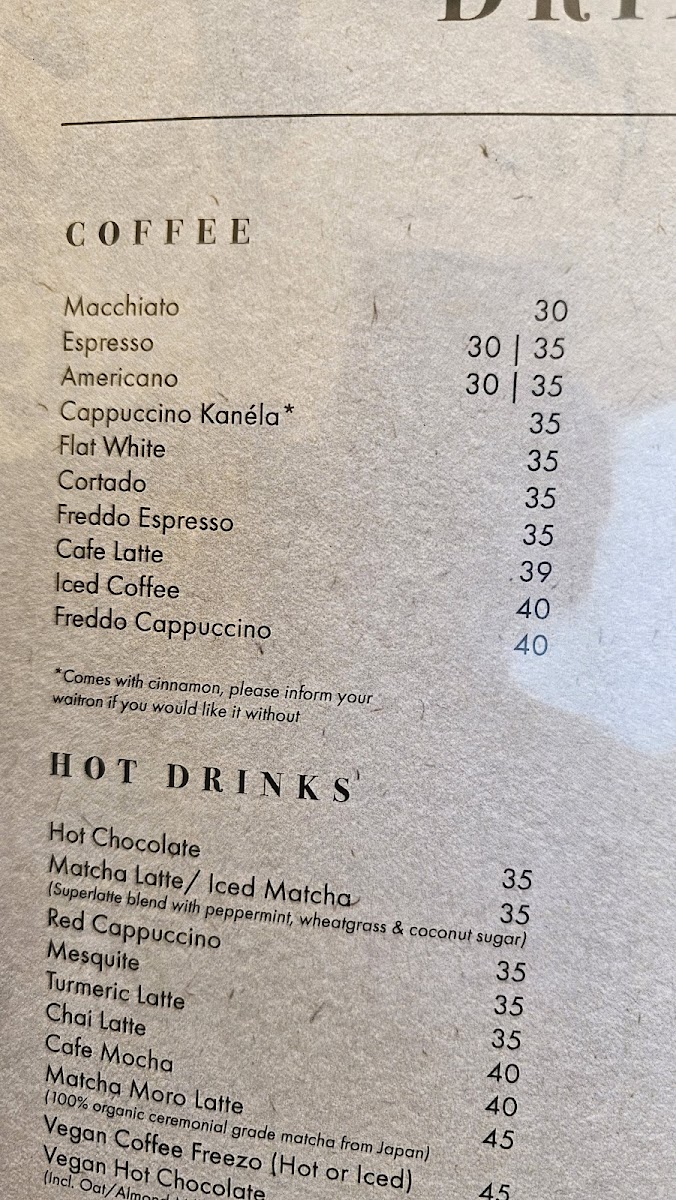 COFFEE
Macchiato 30
Espresso 30 | 35
Americano 30 | 35
Cappuccino Kanéla* 35
Flat White 35
Cortado 35
Freddo Espresso 35
Cafe Latte 39
Iced Coffee 40
Freddo Cappuccino 40
*Comes with cinnamon, please inform your
waitron if you would like it without
HOT DRINKS
Hot Chocolate 35
Matcha Latte/ Iced Matcha 35
(Superlatte blend with peppermint, wheatgrass & coconut sugar)
Red Cappuccino 35
Mesquite 35
Turmeric Latte 35
Chai Latte 40
Cafe Mocha 40
Matcha Moro Latte 45
(100% organic ceremonial grade matcha from Japan)
Vegan Coffee Freezo (Hot or Iced) 45
Vegan Hot Chocolate
(Incl. Oat/Almond